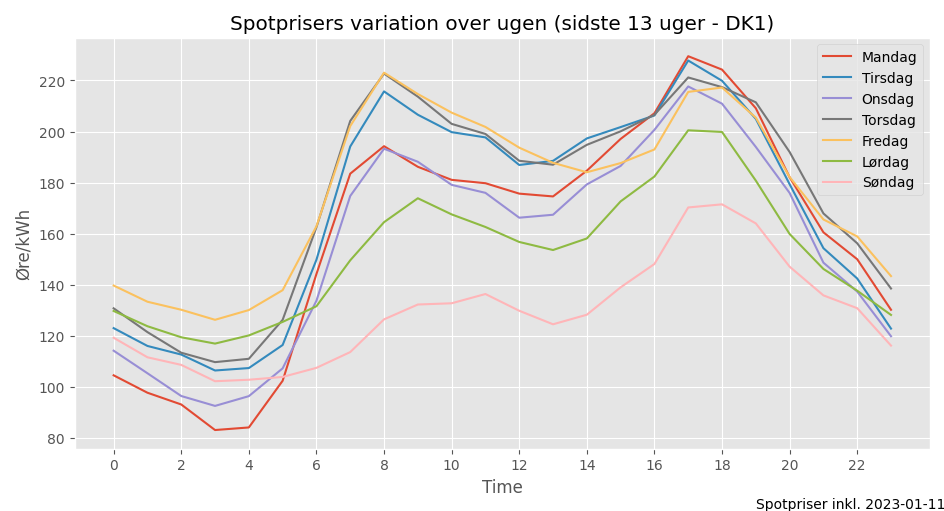 Spotprisers variation over ugen (sidste 13 uger - DK1)
Mandag
Tirsdag
Onsdag
Torsdag
Fredag
Lørdag
Søndag
Øre/kWh
220
200
180
160
140
120
100
80
0 2 4 6 8 10 12 14 16 18 20 22
Time
Spotpriser inkl. 2023-01-11